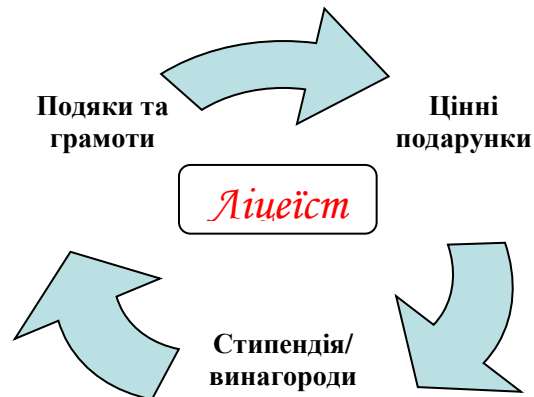 Подяки та
грамоти
Цінні
подарунки
Ліцеїст
Стипендія/
винагороди